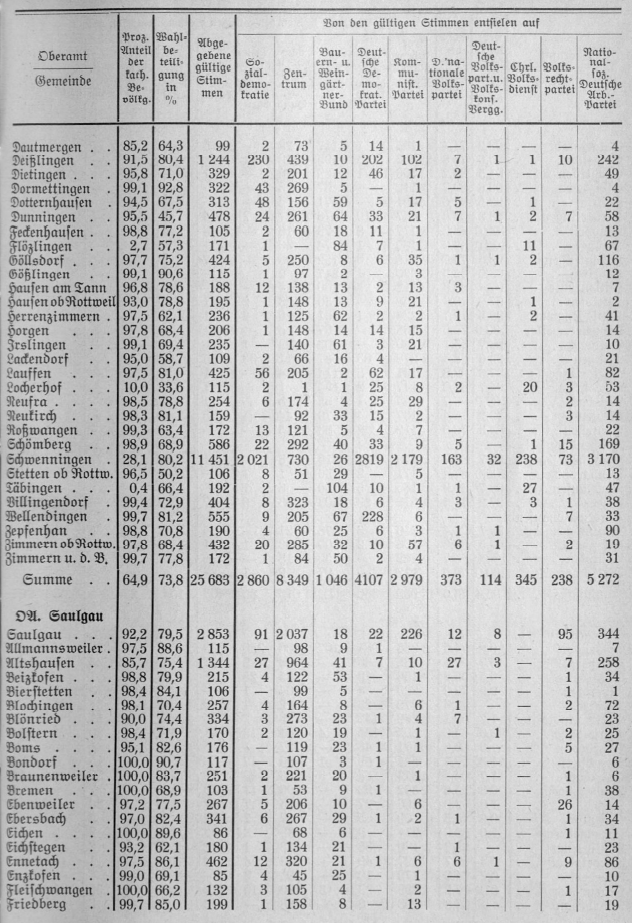 Oberamt
Gemeinde
Proz. Anteil der kath. Bevölkg.
Wahlbeteiligung in %
Abgegebene gültige Stimmen
Von den gültigen Stimmen entfielen auf
Sozialdemokratie
Zentrum
Bauern- u. Weingärtner-Bund
Deutsche Demokrat. Partei
Kommunist. Partei
D.'nationale Volkspartei
Deutsche Volkspart. u. Volkskons. Vergg.
Chrl. Volksdienst
Volksrechtpartei
National-soz. Deutsche Arb.-Partei
Dautmergen . . 85,2 64,3 99 2 73 5 14 1 — — — — 4
Deißlingen . . 91,5 80,4 1 244 230 439 10 202 102 7 1 1 10 242
Dietingen . . 95,8 71,0 329 2 201 12 46 17 2 — — — 49
Dormettingen . 99,1 92,8 322 43 269 5 — 1 — — — — 4
Dotternhausen . 94,5 67,5 313 48 156 59 5 17 5 — 1 — 22
Dunningen . . 95,5 45,7 478 24 261 64 33 21 7 1 2 7 58
Feckenhausen . . 98,8 77,2 105 2 60 18 11 1 — — — — 13
Flözlingen . . 2,7 57,3 171 1 — 84 7 1 — — 11 — 67
Göllsdorf . . 97,7 75,2 424 5 250 8 6 35 1 1 2 — 116
Gößlingen . . 99,1 90,6 115 1 97 2 — 3 — — — — 12
Hausen am Tann 96,8 78,6 188 12 138 13 2 13 3 — — — 7
Hausen ob Rottweil 93,0 78,8 195 1 148 13 9 21 — — 1 — 2
Herrenzimmern . 97,5 62,1 236 1 125 62 2 2 1 — 2 — 41
Horgen . . 97,8 68,4 206 1 148 14 14 15 — — — — 14
Irslingen . . 99,1 69,4 235 — 140 61 3 21 — — — — 10
Lackendorf . . 95,0 58,7 109 2 66 16 4 — — — — — 21
Lauffen . . 97,5 81,0 425 56 205 2 62 17 — — — 1 82
Locherhof . . 10,0 33,6 115 2 1 1 25 8 2 — 20 3 53
Neufra . . 98,5 78,8 254 6 174 4 25 29 — — — 2 14
Neukirch . . 98,3 81,1 159 — 92 33 15 2 — — — 3 14
Roßwangen . . 99,3 63,4 172 13 121 5 4 7 — — — — 22
Schömberg . . 98,9 68,9 586 22 292 40 33 9 5 — 1 15 169
Schwenningen . 28,1 80,2 11 451 2 021 730 26 2819 2 179 163 32 238 73 3 170
Stetten ob Rottw. 96,5 50,2 106 8 51 29 — 5 — — — — 13
Täbingen . . 0,4 66,4 192 2 — 104 10 1 1 — 27 — 47
Villingendorf . 99,4 72,9 404 8 323 18 6 4 3 — 3 1 38
Wellendingen . 99,7 81,2 555 9 205 67 228 6 — — — 7 33
Zepfenhan . . 98,8 70,8 190 4 60 25 6 3 1 1 — — 90
Zimmern ob Rottw. 97,8 68,4 432 20 285 32 10 57 6 1 — 2 19
Zimmern u. d. B. 99,7 77,8 172 1 84 50 2 4 — — — — 31
Summe . . 64,9 73,8 25 683 2 860 8 349 1 046 4107 2 979 373 114 345 238 5 272
OA. Saulgau
Saulgau . . . 92,2 79,5 2 853 91 2 037 18 22 226 12 8 — 95 344
Allmannsweiler . 97,5 88,6 115 — 98 9 1 — — — — — 7
Altshausen . . 85,7 75,4 1 344 27 964 41 7 10 27 3 — 7 258
Beizkofen . . 98,8 79,9 215 4 122 53 — 1 — — — 1 34
Bierstetten . . 98,4 84,1 106 — 99 5 — — — — — 1 1
Blochingen . . 98,1 70,4 257 4 164 8 — 6 1 — — 2 72
Blönried . . 90,0 74,4 334 3 273 23 1 4 7 — — — 23
Bolstern . . 98,4 71,9 170 2 120 19 — 1 — 1 — 2 25
Boms . . . . 95,1 82,6 176 — 119 23 1 1 — — — 5 27
Bondorf . . 100,0 90,7 117 — 107 3 1 — — — — — 6
Braunenweiler . 100,0 83,7 251 2 221 20 — 1 — — — 1 6
Bremen . . 100,0 68,9 103 1 53 9 1 — — — — 1 38
Ebenweiler . . 97,2 77,5 267 5 206 10 — 6 — — — 26 14
Ebersbach . . 97,0 82,4 341 6 267 29 1 2 1 — — 1 34
Eichen . . . . 100,0 89,6 86 — 68 6 — — — — — 1 11
Eichstegen . . 93,2 62,1 180 1 134 21 — — 1 — — — 23
Ennetach . . 97,5 86,1 462 12 320 21 1 6 6 1 — 9 86
Enzkofen . . 99,0 69,1 85 4 45 25 — 1 — — — — 10
Fleischwangen . 100,0 66,2 132 3 105 4 — 2 — — — 1 17
Friedberg . . 99,7 85,0 199 1 158 8 — 13 — — — — 19